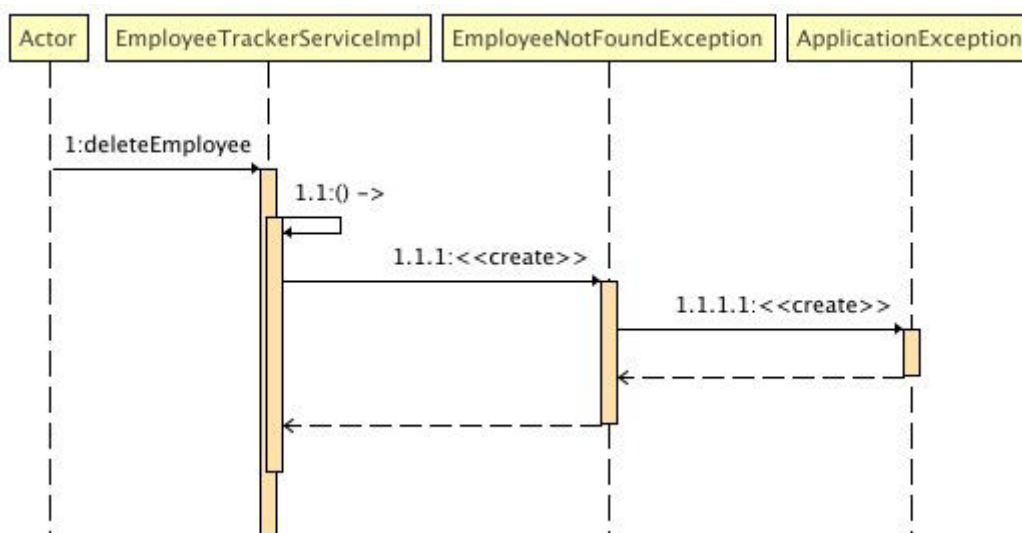 Actor
EmployeeTrackerServiceImpl
EmployeeNotFoundException
ApplicationException
1:deleteEmployee
1.1:() ->
1.1.1:<<create>>
1.1.1.1:<<create>>